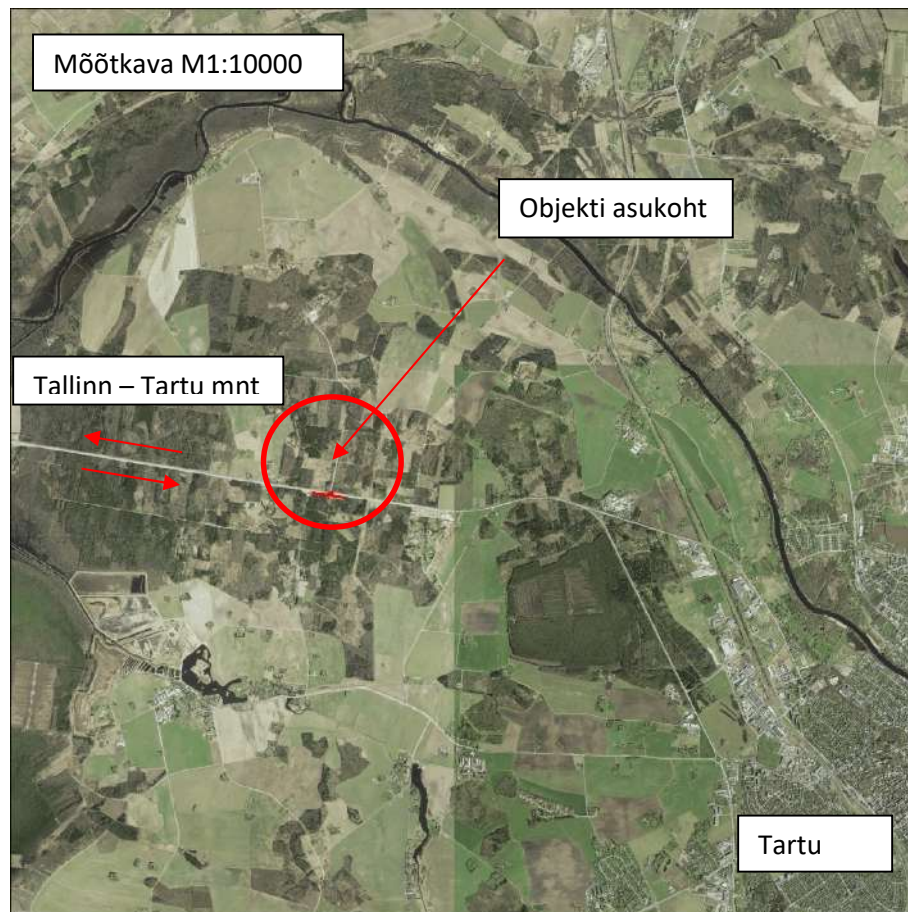 Mõõtkava M1:10000
Objekti asukoht
Tallinn – Tartu mnt
Tartu